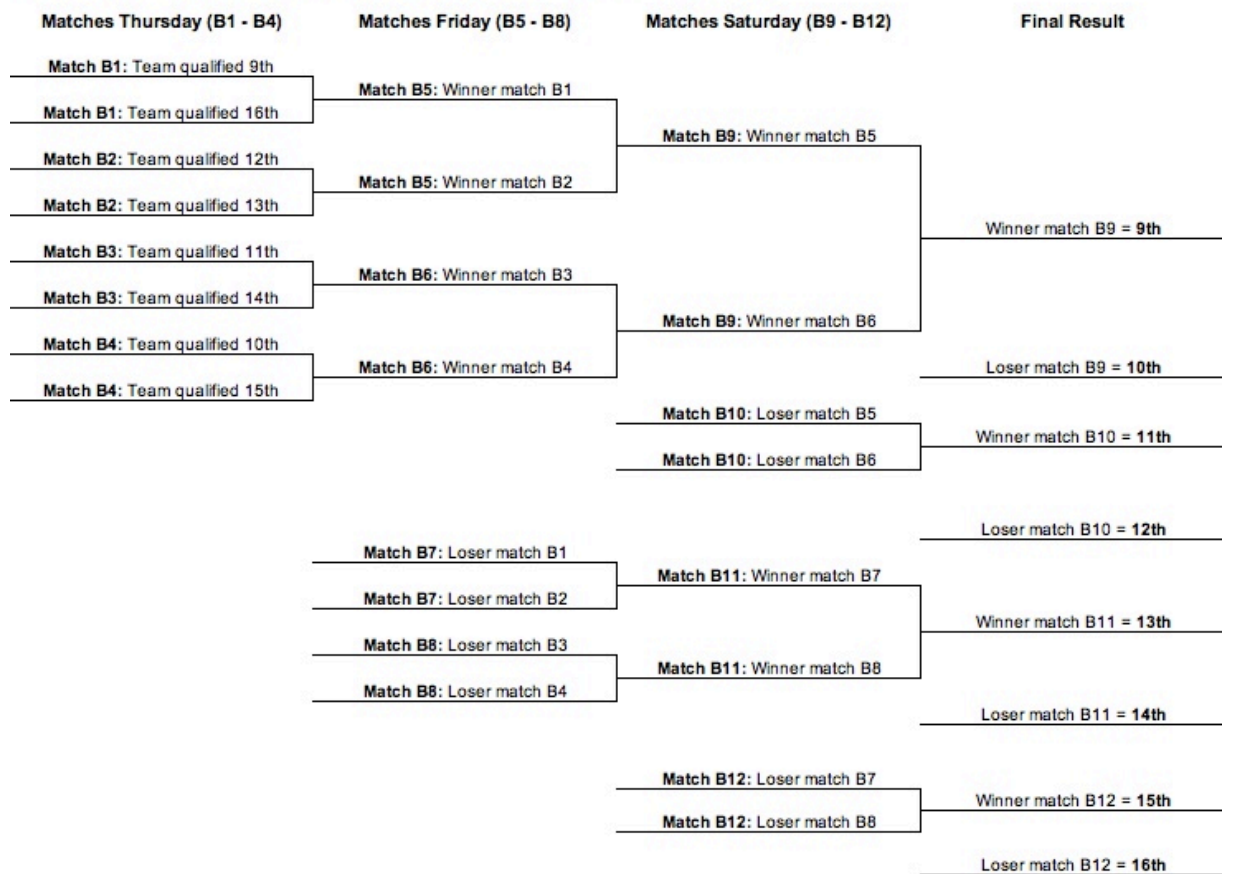 Matches Thursday (B1 - B4)
Matches Friday (B5 - B8)
Matches Saturday (B9 - B12)
Final Result
Match B1: Team qualified 9th
Match B1: Team qualified 16th
Match B2: Team qualified 12th
Match B2: Team qualified 13th
Match B3: Team qualified 11th
Match B3: Team qualified 14th
Match B4: Team qualified 10th
Match B4: Team qualified 15th
Match B5: Winner match B1
Match B5: Winner match B2
Match B6: Winner match B3
Match B6: Winner match B4
Match B7: Loser match B1
Match B7: Loser match B2
Match B8: Loser match B3
Match B8: Loser match B4
Match B9: Winner match B5
Match B9: Winner match B6
Match B10: Loser match B5
Match B10: Loser match B6
Match B11: Winner match B7
Match B11: Winner match B8
Match B12: Loser match B7
Match B12: Loser match B8
Winner match B9 = 9th
Loser match B9 = 10th
Winner match B10 = 11th
Loser match B10 = 12th
Winner match B11 = 13th
Loser match B11 = 14th
Winner match B12 = 15th
Loser match B12 = 16th